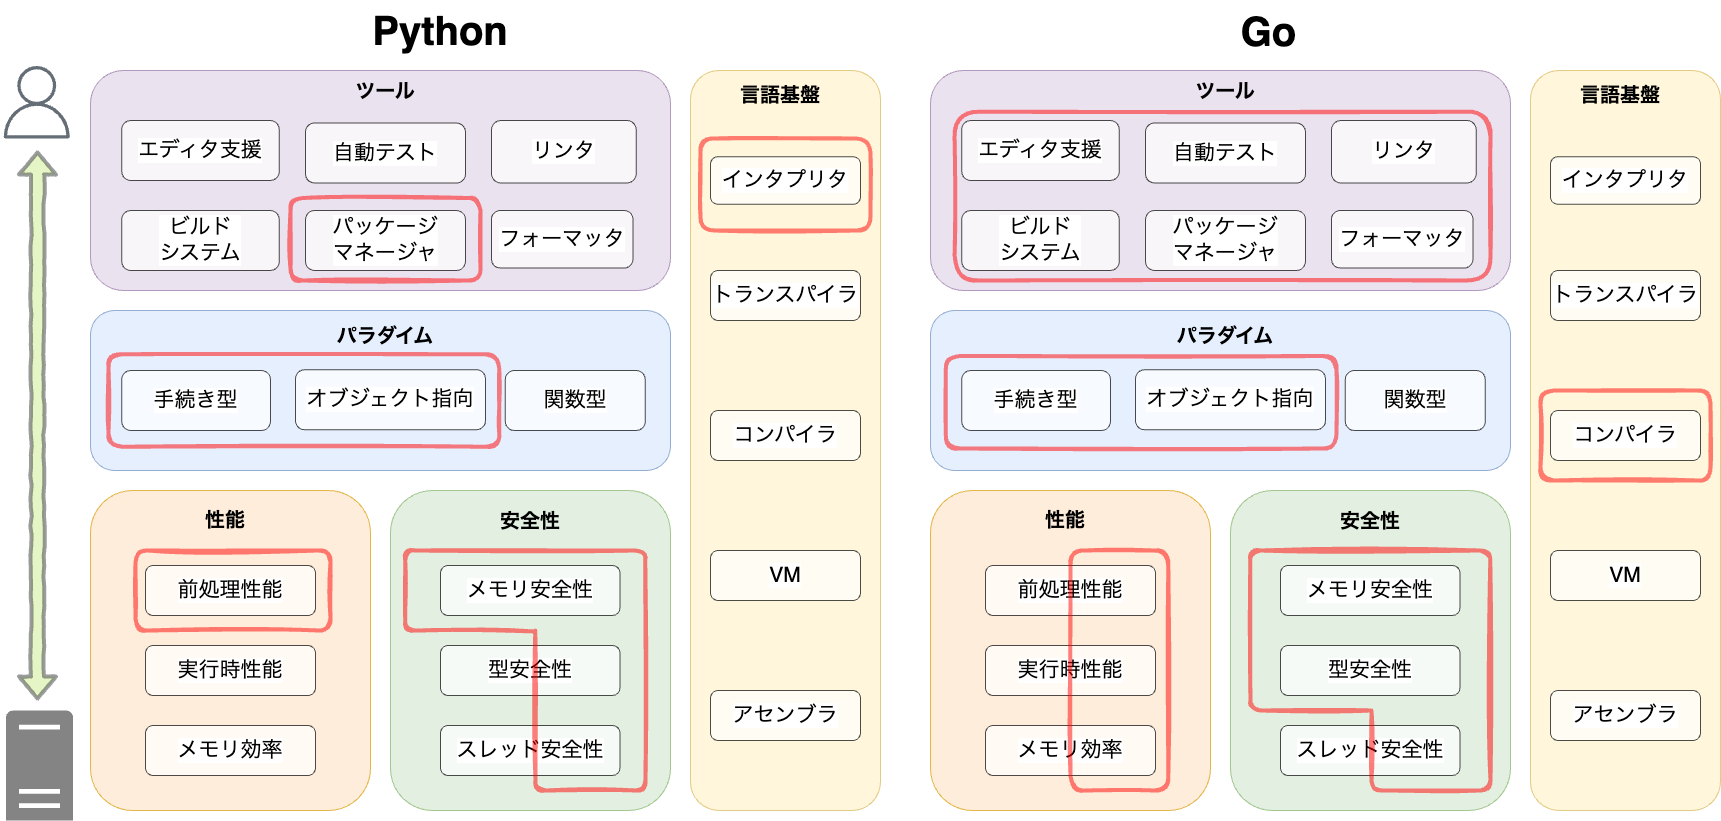 Python
ツール
エディタ支援
自動テスト
リンタ
ビルド
システム
パッケージ
マネージャ
フォーマッタ
パラダイム
手続き型
オブジェクト指向
関数型
性能
前処理性能
実行時性能
メモリ効率
安全性
メモリ安全性
型安全性
スレッド安全性
言語基盤
インタプリタ
トランスパイラ
コンパイラ
VM
アセンブラ
Go
ツール
エディタ支援
自動テスト
リンタ
ビルド
システム
パッケージ
マネージャ
フォーマッタ
パラダイム
手続き型
オブジェクト指向
関数型
性能
前処理性能
実行時性能
メモリ効率
安全性
メモリ安全性
型安全性
スレッド安全性
言語基盤
インタプリタ
トランスパイラ
コンパイラ
VM
アセンブラ